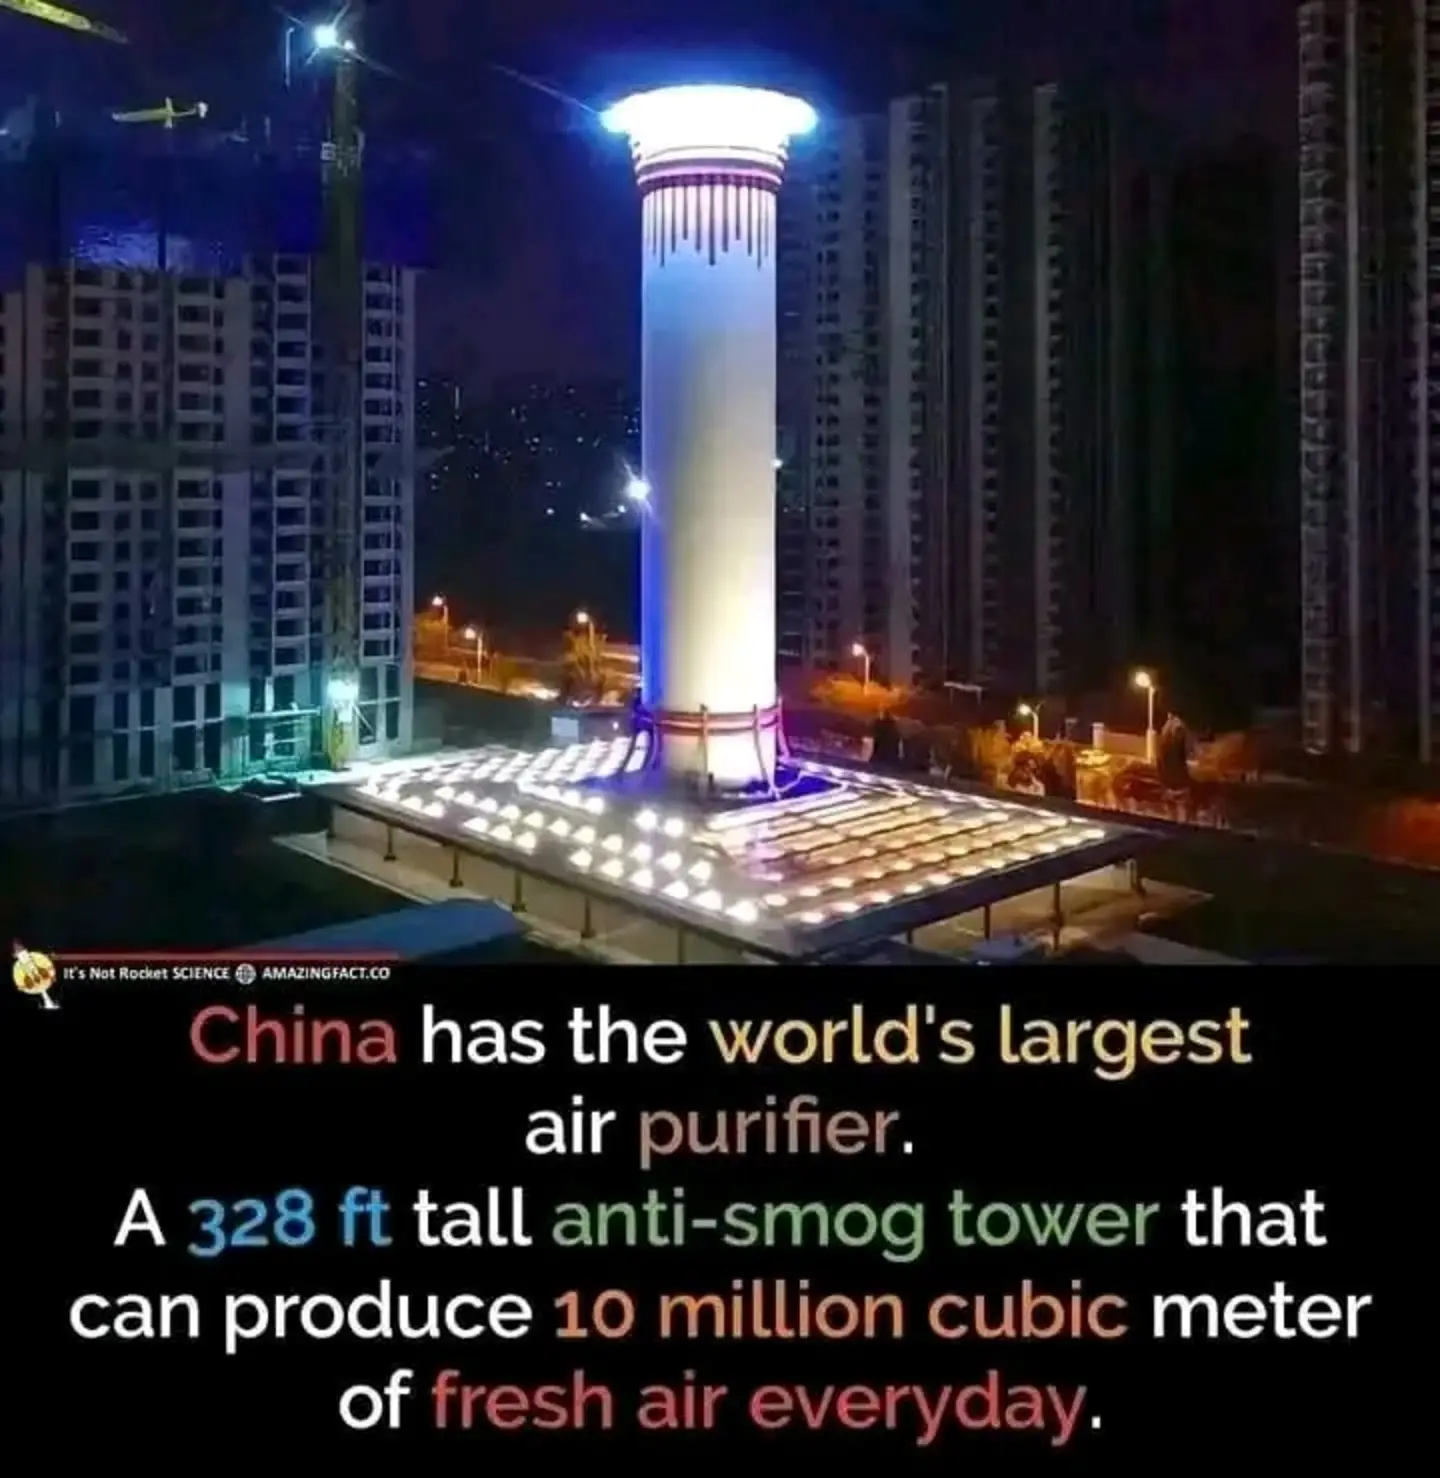 It's Not Rocket SCIENCE AMAZINGFACT.CO
China has the world's largest
air purifier.
A 328 ft tall anti-smog tower that
can produce 10 million cubic meter
of fresh air everyday.